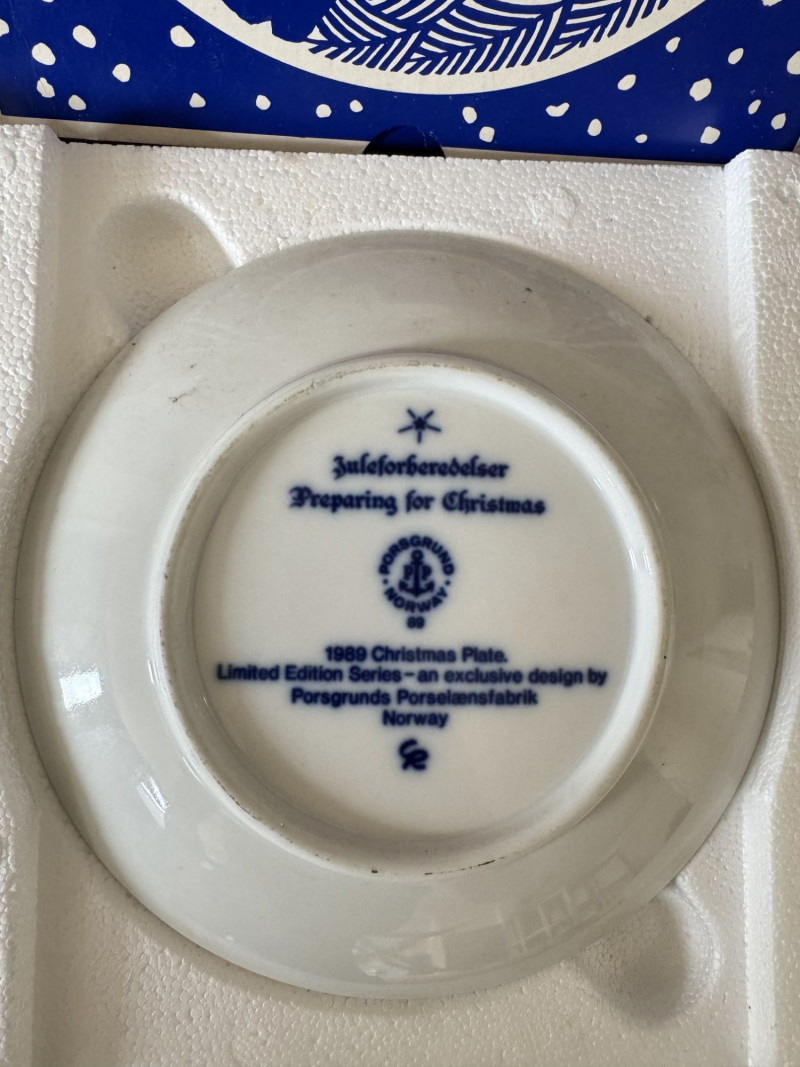 Juleforberedelser
Preparing for Christmas
PORSGRUND
PP
NORWAY
89
1989 Christmas Plate.
Limited Edition Series – an exclusive design by
Porsgrunds Porselænsfabrik
Norway